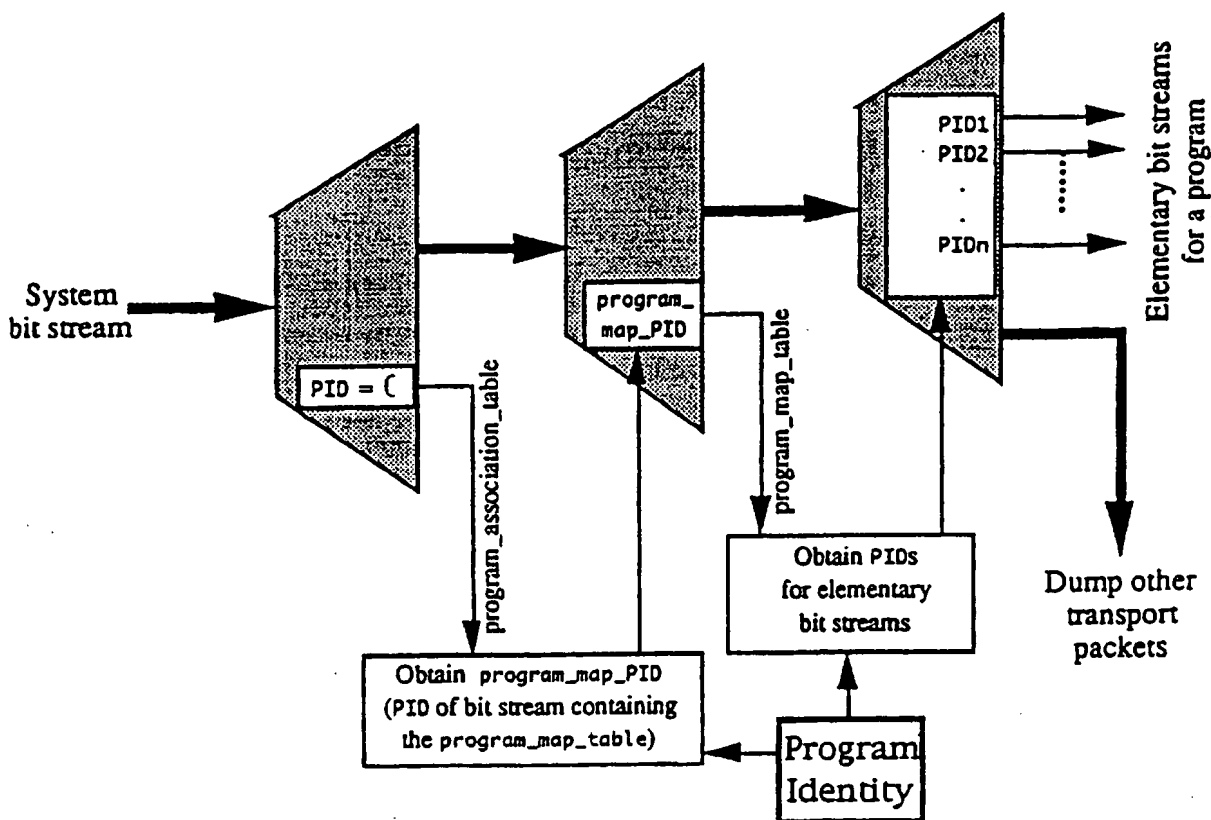 System
bit stream
PID = (
program_association_table
program_
map_PID
program_map_table
PID1
PID2
.
.
PIDn
......
Elementary bit streams
for a program
Obtain PIDs
for elementary
bit streams
Dump other
transport
packets
Obtain program_map_PID
(PID of bit stream containing
the program_map_table)
Program
Identity